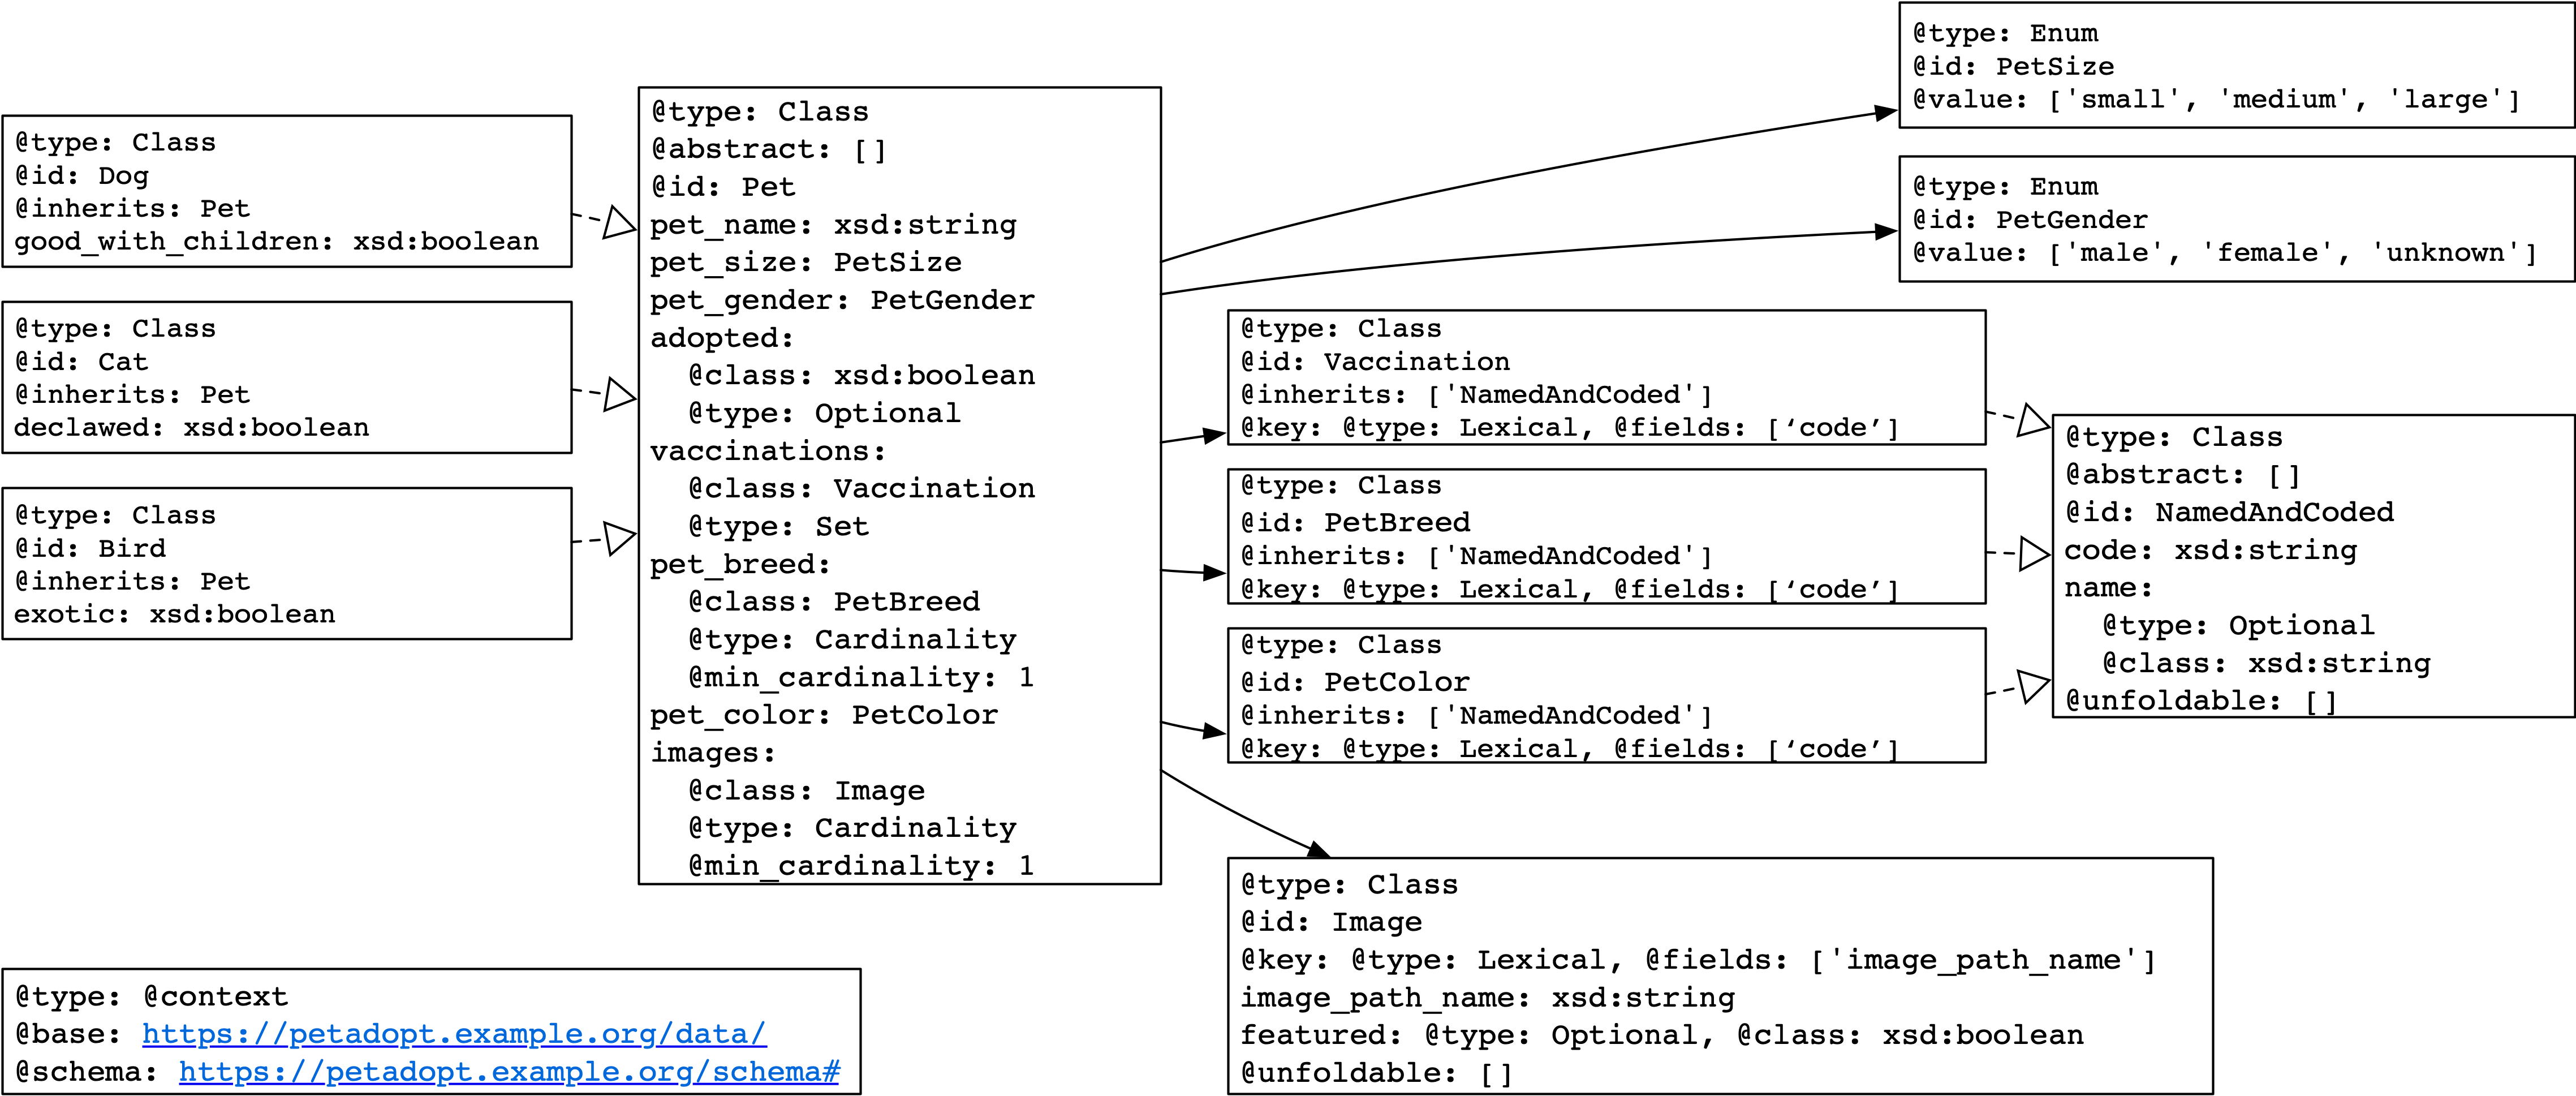 @type: Class
@id: Dog
@inherits: Pet
good_with_children: xsd:boolean
@type: Class
@id: Cat
@inherits: Pet
declawed: xsd:boolean
@type: Class
@id: Bird
@inherits: Pet
exotic: xsd:boolean
@type: Class
@abstract: []
@id: Pet
pet_name: xsd:string
pet_size: PetSize
pet_gender: PetGender
adopted:
@class: xsd:boolean
@type: Optional
vaccinations:
@class: Vaccination
@type: Set
pet_breed:
@class: PetBreed
@type: Cardinality
@min_cardinality: 1
pet_color: PetColor
images:
@class: Image
@type: Cardinality
@min_cardinality: 1
@type: Enum
@id: PetSize
@value: ['small', 'medium', 'large']
@type: Enum
@id: PetGender
@value: ['male', 'female', 'unknown']
@type: Class
@id: Vaccination
@inherits: ['NamedAndCoded']
@key: @type: Lexical, @fields: [‘code’]
@type: Class
@id: PetBreed
@inherits: ['NamedAndCoded']
@key: @type: Lexical, @fields: [‘code’]
@type: Class
@id: PetColor
@inherits: ['NamedAndCoded']
@key: @type: Lexical, @fields: [‘code’]
@type: Class
@abstract: []
@id: NamedAndCoded
code: xsd:string
name:
@type: Optional
@class: xsd:string
@unfoldable: []
@type: Class
@id: Image
@key: @type: Lexical, @fields: ['image_path_name']
image_path_name: xsd:string
featured: @type: Optional, @class: xsd:boolean
@unfoldable: []
@type: @context
@base: https://petadopt.example.org/data/
@schema: https://petadopt.example.org/schema#